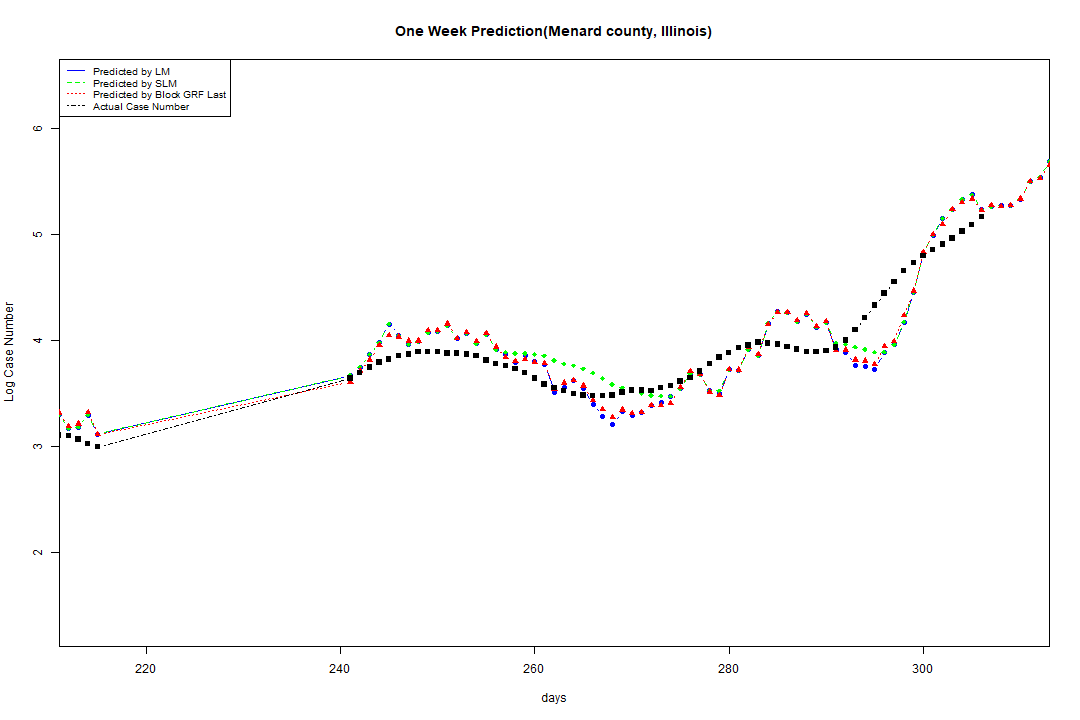 One Week Prediction(Menard county, Illinois)
Predicted by LM
Predicted by SLM
Predicted by Block GRF Last
Actual Case Number
6
5
4
3
2
Log Case Number
220 240 260 280 300
days